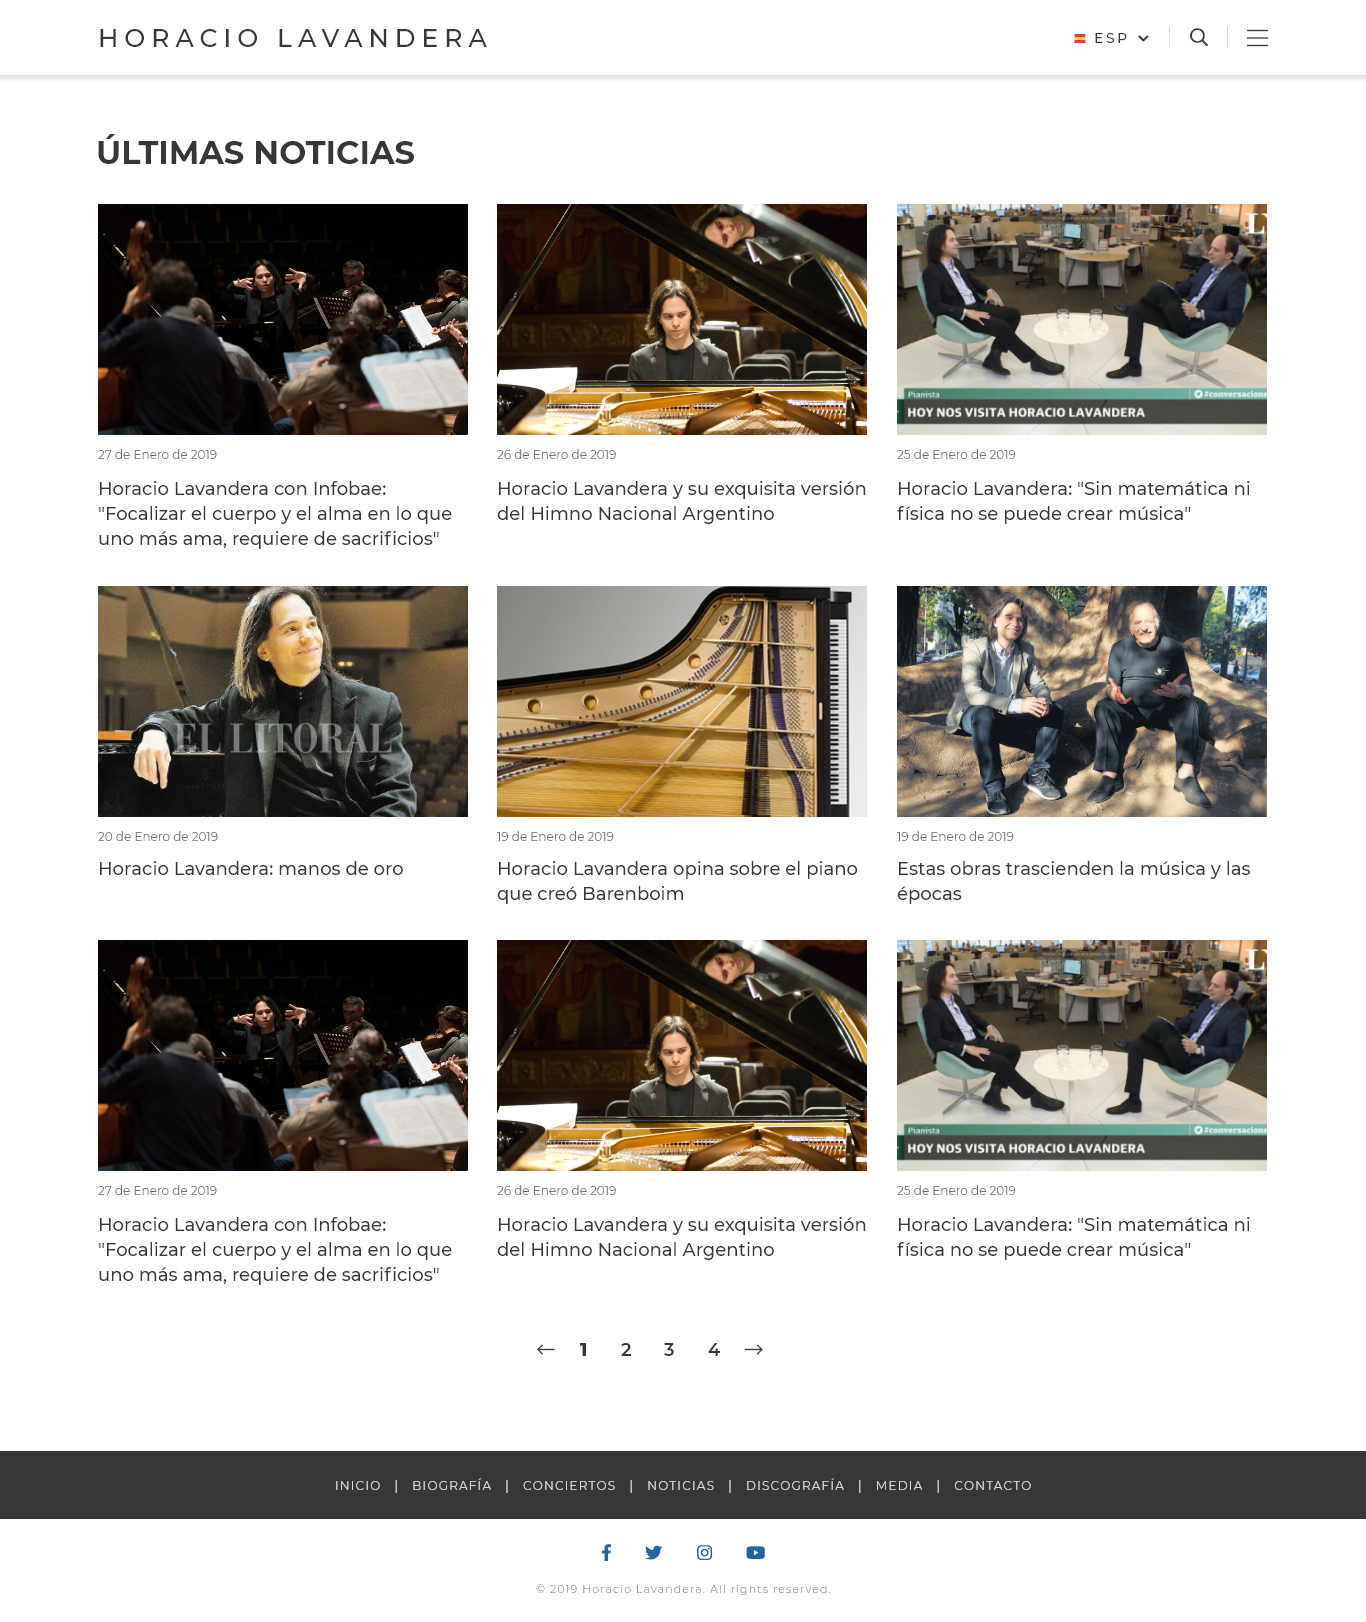 HORACIO LAVANDERA
ESP
ÚLTIMAS NOTICIAS
L
Pianista
#conversacione
HOY NOS VISITA HORACIO LAVANDERA
27 de Enero de 2019
26 de Enero de 2019
25 de Enero de 2019
Horacio Lavandera con Infobae:
"Focalizar el cuerpo y el alma en lo que
uno más ama, requiere de sacrificios"
Horacio Lavandera y su exquisita versión
del Himno Nacional Argentino
Horacio Lavandera: "Sin matemática ni
física no se puede crear música"
EL LITORAL
20 de Enero de 2019
19 de Enero de 2019
19 de Enero de 2019
Horacio Lavandera: manos de oro
Horacio Lavandera opina sobre el piano
que creó Barenboim
Estas obras trascienden la música y las
épocas
L
Pianista
#conversacione
HOY NOS VISITA HORACIO LAVANDERA
27 de Enero de 2019
26 de Enero de 2019
25 de Enero de 2019
Horacio Lavandera con Infobae:
"Focalizar el cuerpo y el alma en lo que
uno más ama, requiere de sacrificios"
Horacio Lavandera y su exquisita versión
del Himno Nacional Argentino
Horacio Lavandera: "Sin matemática ni
física no se puede crear música"
← 1 2 3 4 →
INICIO | BIOGRAFÍA | CONCIERTOS | NOTICIAS | DISCOGRAFÍA | MEDIA | CONTACTO
© 2019 Horacio Lavandera. All rights reserved.